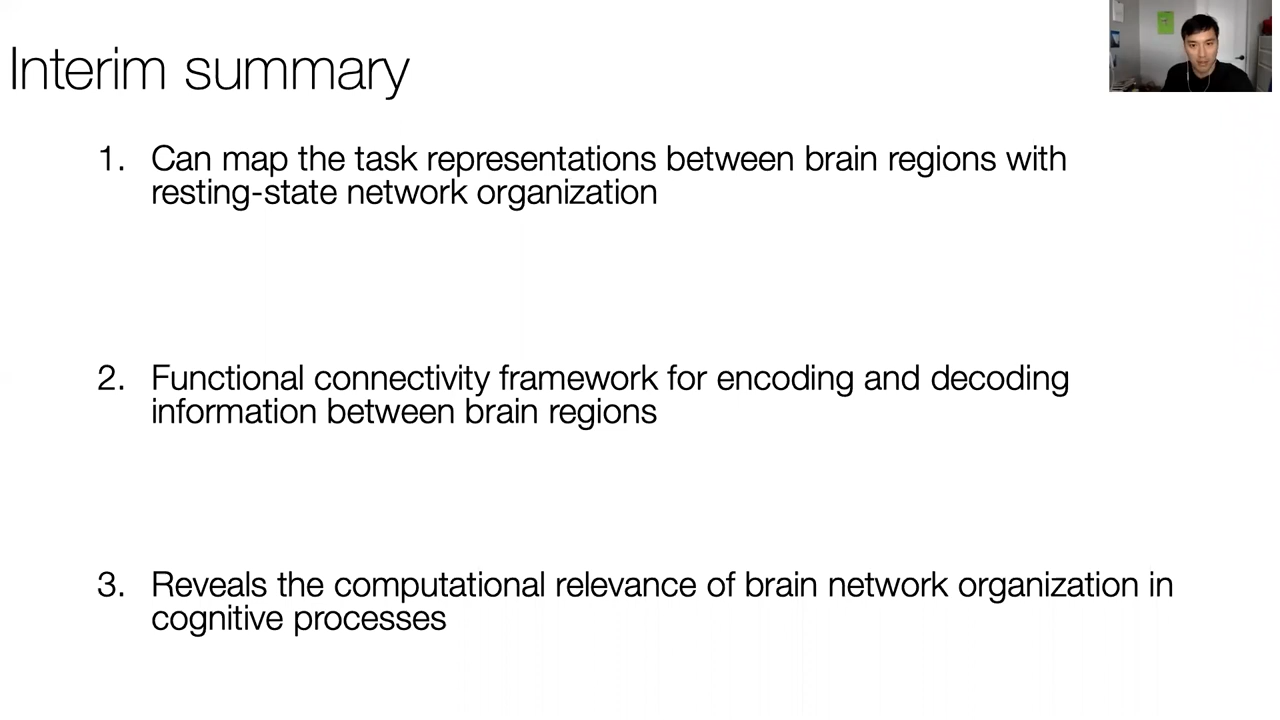 Interim summary
1. Can map the task representations between brain regions with
resting-state network organization
2. Functional connectivity framework for encoding and decoding
information between brain regions
3. Reveals the computational relevance of brain network organization in
cognitive processes